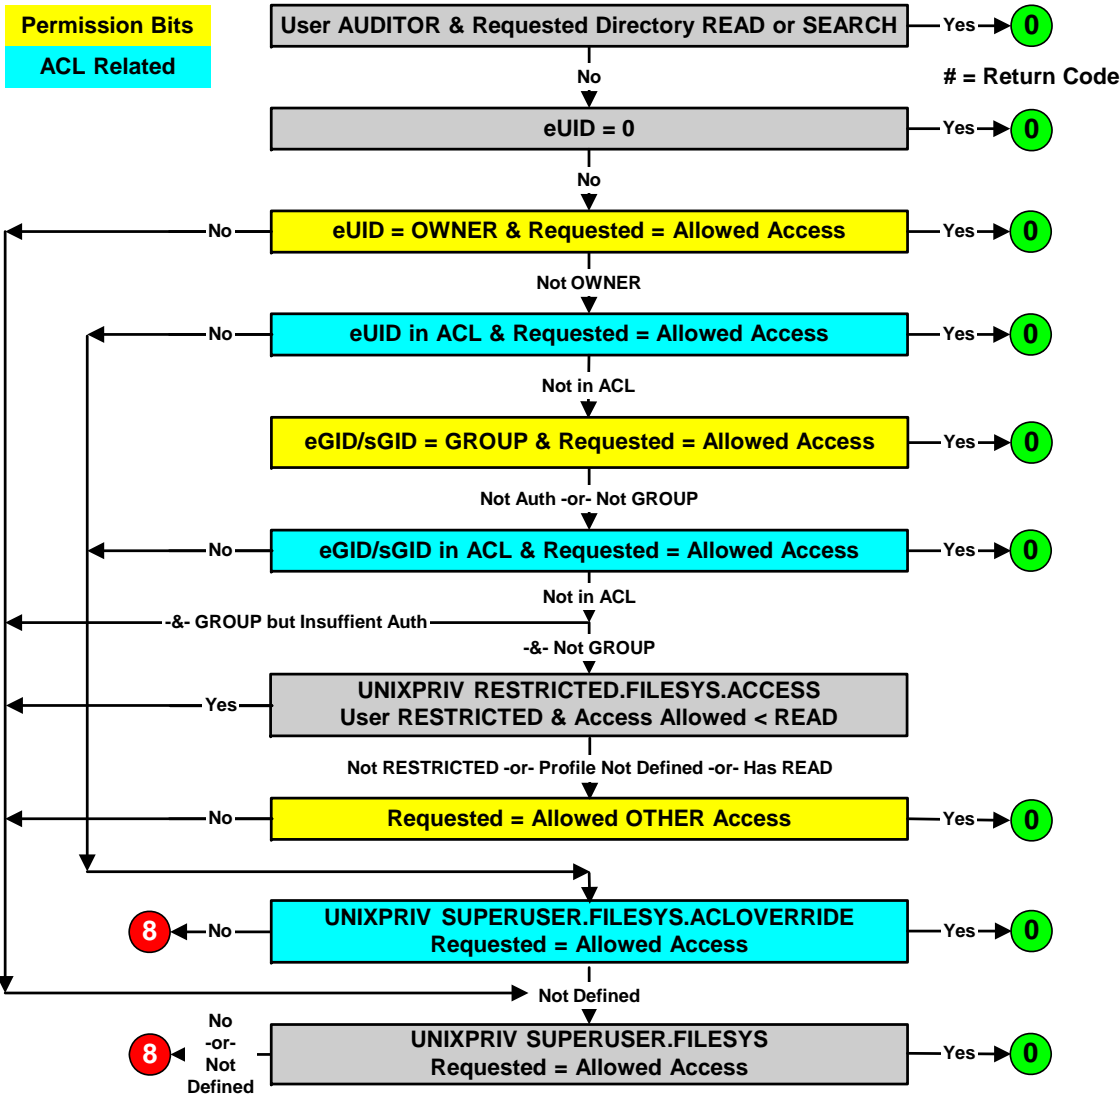 Permission Bits
ACL Related
User AUDITOR & Requested Directory READ or SEARCH
Yes
0
# = Return Code
No
eUID = 0
Yes
0
No
No
eUID = OWNER & Requested = Allowed Access
Yes
0
Not OWNER
No
eUID in ACL & Requested = Allowed Access
Yes
0
Not in ACL
eGID/sGID = GROUP & Requested = Allowed Access
Yes
0
Not Auth -or- Not GROUP
No
eGID/sGID in ACL & Requested = Allowed Access
Yes
0
Not in ACL
-&- GROUP but Insuffient Auth
-&- Not GROUP
Yes
UNIXPRIV RESTRICTED.FILESYS.ACCESS
User RESTRICTED & Access Allowed < READ
Not RESTRICTED -or- Profile Not Defined -or- Has READ
No
Requested = Allowed OTHER Access
Yes
0
8
No
UNIXPRIV SUPERUSER.FILESYS.ACLOVERRIDE
Requested = Allowed Access
Yes
0
Not Defined
8
No
-or-
Not
Defined
UNIXPRIV SUPERUSER.FILESYS
Requested = Allowed Access
Yes
0